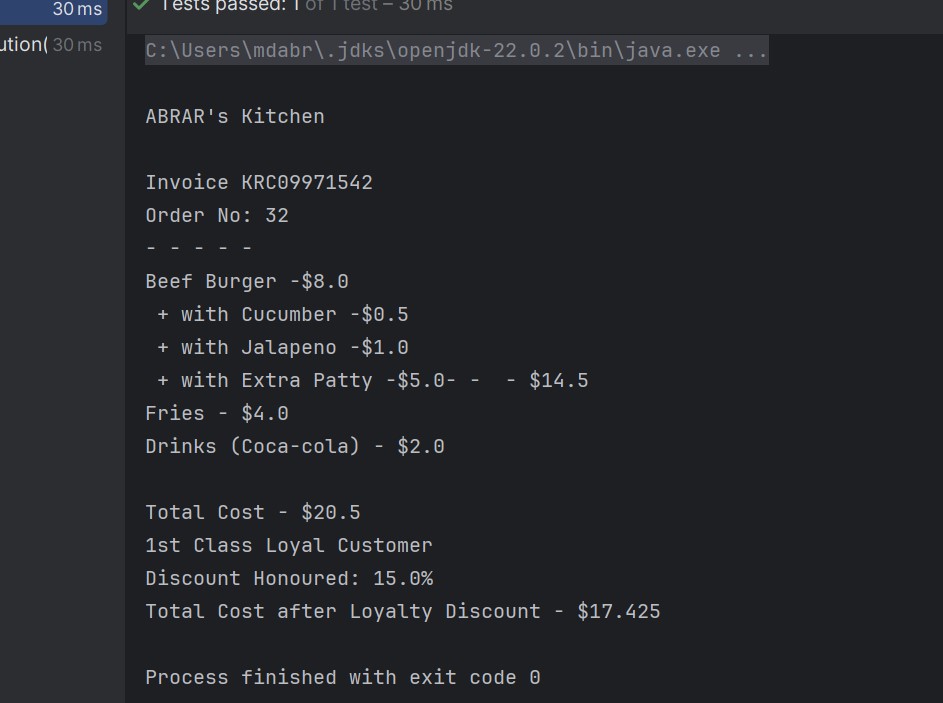 30 ms
Tests passed: 1 of 1 test – 30 ms
ution( 30 ms
C:\Users\mdabr\.jdks\openjdk-22.0.2\bin\java.exe ...
ABRAR's Kitchen
Invoice KRC09971542
Order No: 32
- - - - -
Beef Burger -$8.0
 + with Cucumber -$0.5
 + with Jalapeno -$1.0
 + with Extra Patty -$5.0- -  - $14.5
Fries - $4.0
Drinks (Coca-cola) - $2.0
Total Cost - $20.5
1st Class Loyal Customer
Discount Honoured: 15.0%
Total Cost after Loyalty Discount - $17.425
Process finished with exit code 0